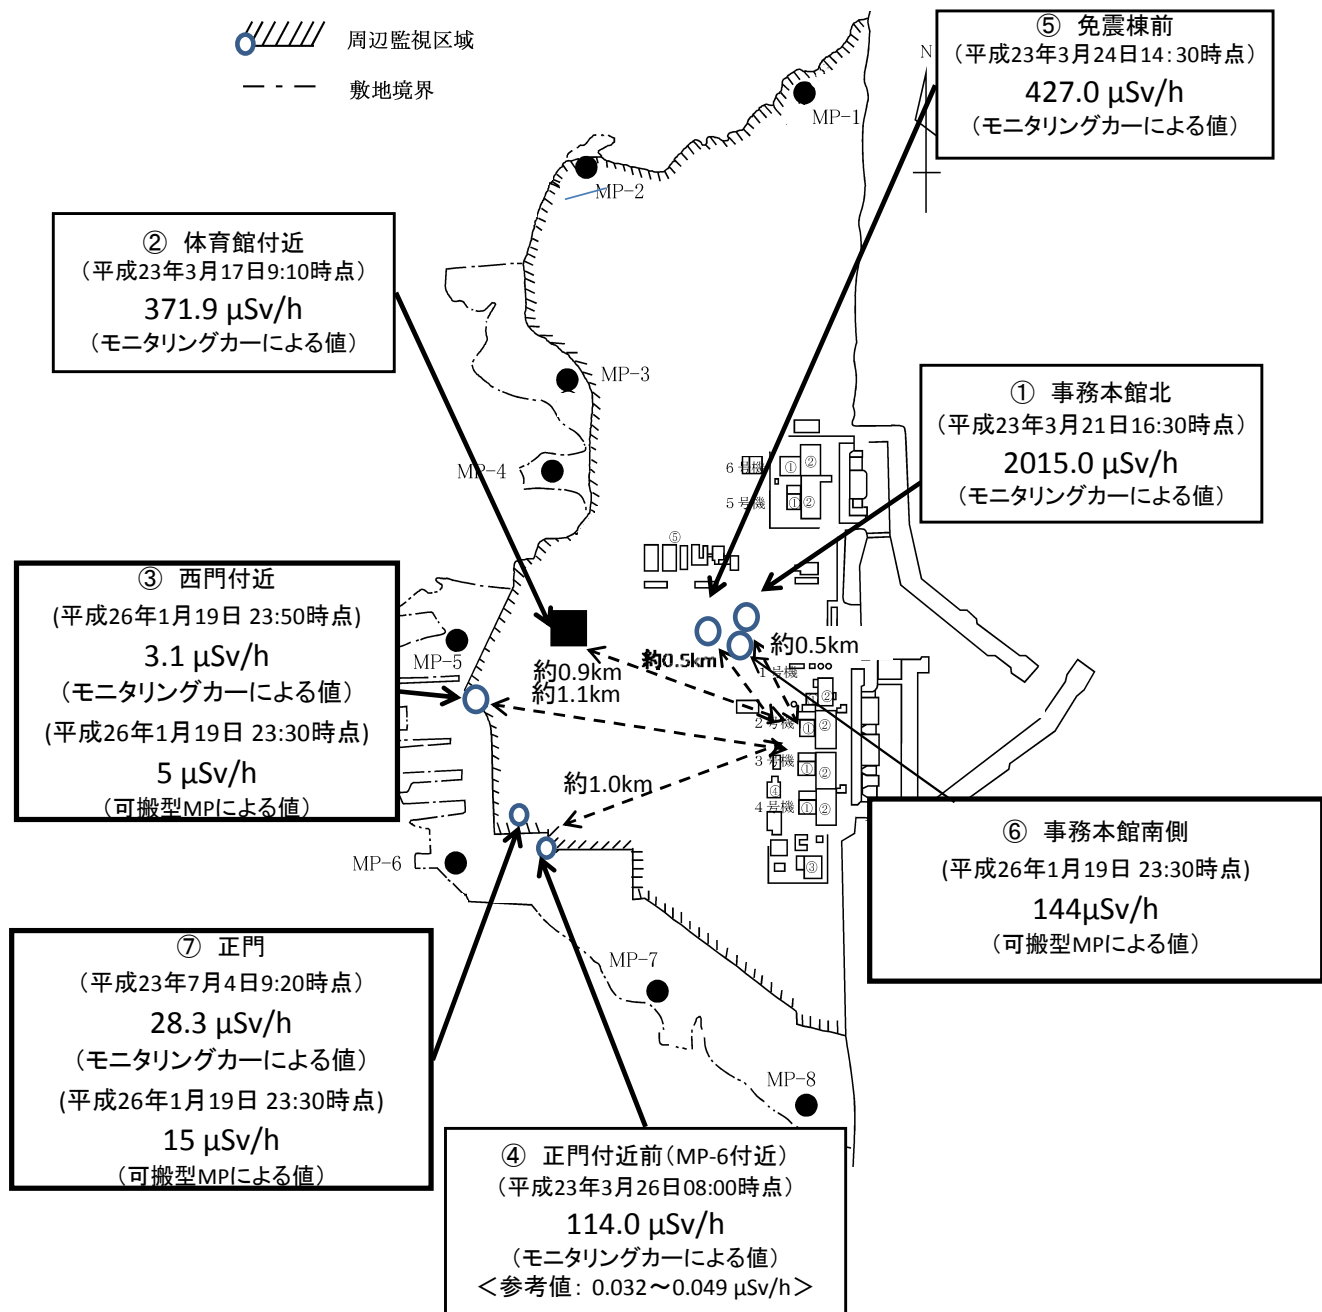 周辺監視区域
敷地境界
⑤ 免震棟前
（平成23年3月24日14:30時点）
427.0 µSv/h
（モニタリングカーによる値）
N
MP-1
MP-2
② 体育館付近
（平成23年3月17日9:10時点）
371.9 µSv/h
（モニタリングカーによる値）
MP-3
① 事務本館北
（平成23年3月21日16:30時点）
2015.0 µSv/h
（モニタリングカーによる値）
MP-4
6号機
① ②
5号機
① ②
⑤
③ 西門付近
(平成26年1月19日 23:50時点)
3.1 µSv/h
（モニタリングカーによる値）
(平成26年1月19日 23:30時点)
5 µSv/h
（可搬型MPによる値）
MP-5
約0.9km
約1.1km
約0.5km
約0.5km
1号機
②
2号機
① ②
3号機
① ②
④
4号機
① ②
③
約1.0km
MP-6
⑥ 事務本館南側
(平成26年1月19日 23:30時点)
144µSv/h
（可搬型MPによる値）
⑦ 正門
（平成23年7月4日9:20時点）
28.3 µSv/h
（モニタリングカーによる値）
(平成26年1月19日 23:30時点)
15 µSv/h
（可搬型MPによる値）
MP-7
MP-8
④ 正門付近前（MP-6付近）
（平成23年3月26日08:00時点）
114.0 µSv/h
（モニタリングカーによる値）
＜参考値： 0.032～0.049 µSv/h＞